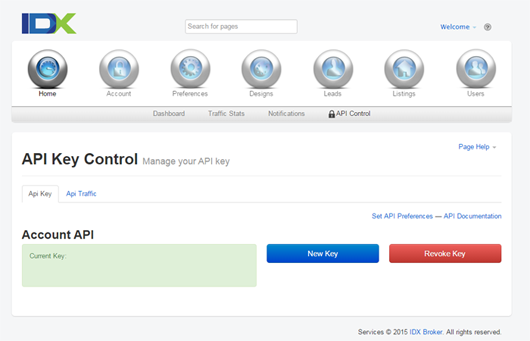 IDX
Search for pages
Welcome
Home
Account
Preferences
Designs
Leads
Listings
Users
Dashboard
Traffic Stats
Notifications
API Control
Page Help
API Key Control Manage your API key
Api Key
Api Traffic
Set API Preferences — API Documentation
Account API
Current Key:
New Key
Revoke Key
Services © 2015 IDX Broker. All rights reserved.